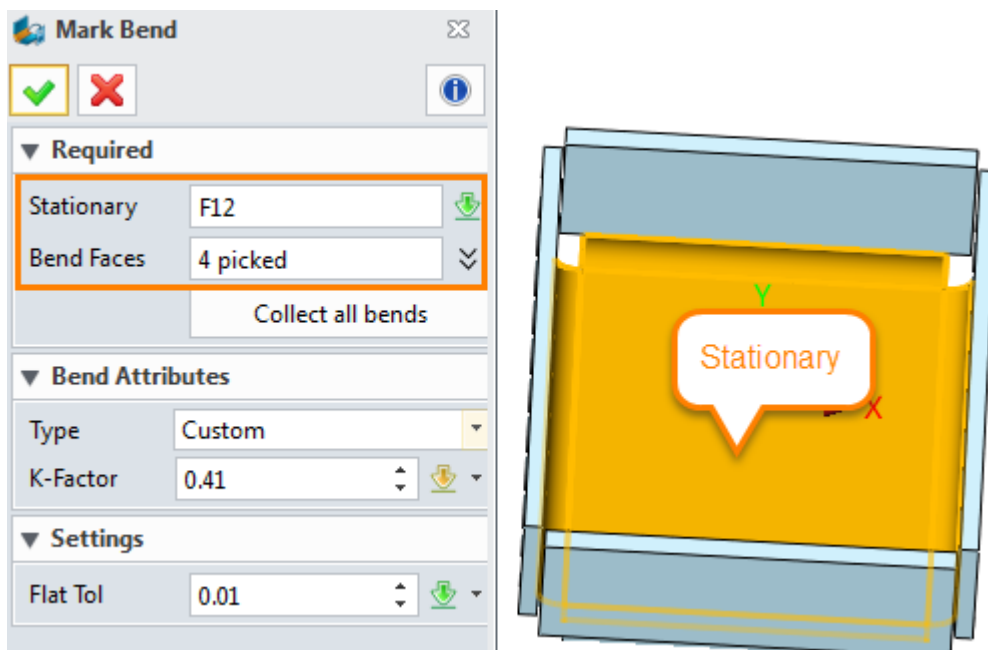 Mark Bend
Required
Stationary F12
Bend Faces 4 picked
Collect all bends
Bend Attributes
Type Custom
K-Factor 0.41
Settings
Flat Tol 0.01
Y
Stationary
X